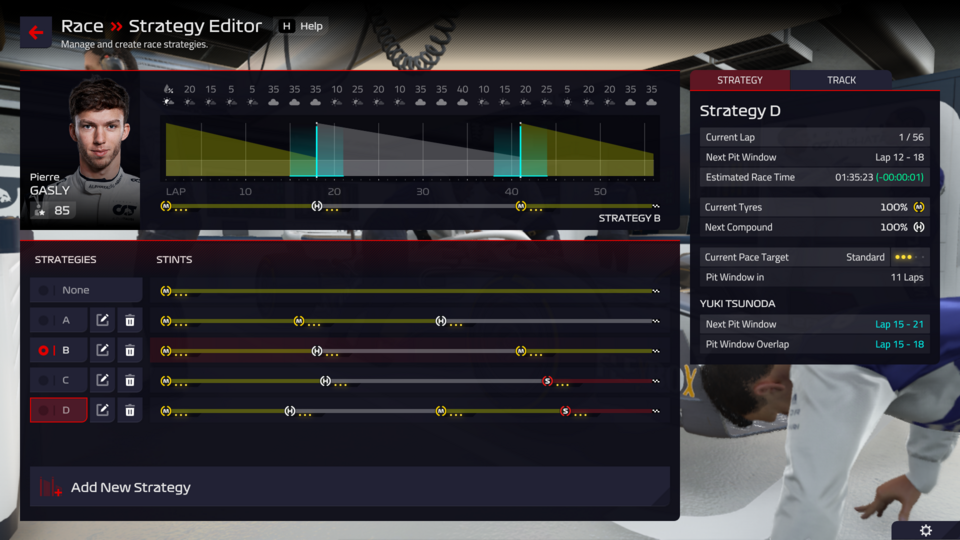 Race » Strategy Editor H Help
Manage and create race strategies.
Pierre
GASLY
85
% 20 15 5 5 35 35 35 10 25 20 10 15 35 35 40 10 15 20 25 5 20 20 35 35
LAP 10 20 30 40 50
M H M
STRATEGY B
STRATEGIES STINTS
None M
A M M H
B M H M
C M H S
D M H M S
Add New Strategy
STRATEGY TRACK
Strategy D
Current Lap 1 / 56
Next Pit Window Lap 12 - 18
Estimated Race Time 01:35:23 (-00:00:01)
Current Tyres 100% M
Next Compound 100% H
Current Pace Target Standard
Pit Window in 11 Laps
YUKI TSUNODA
Next Pit Window Lap 15 - 21
Pit Window Overlap Lap 15 - 18